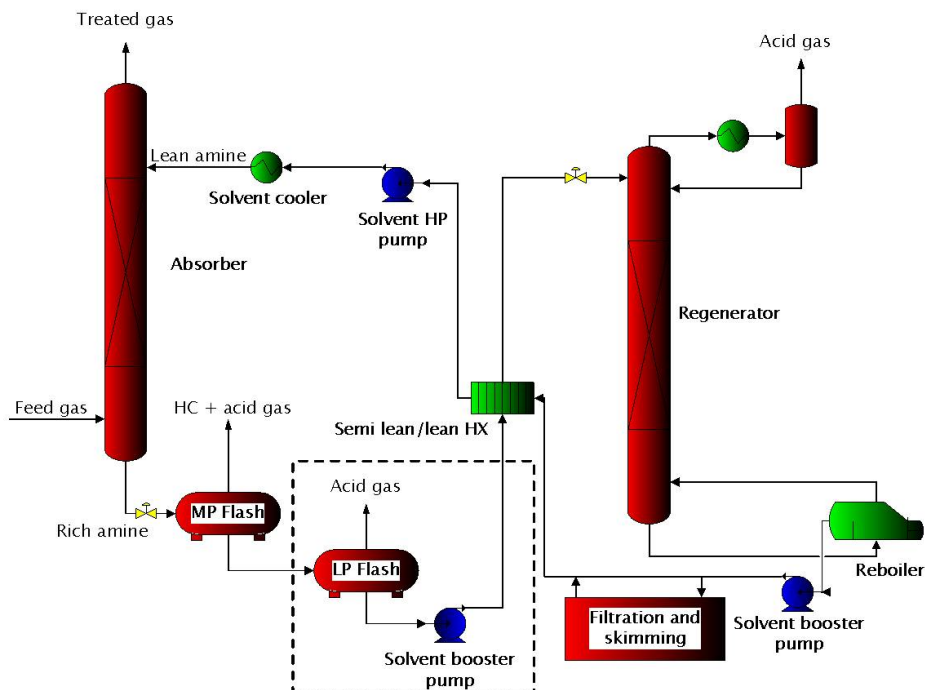 Treated gas
Acid gas
Lean amine
Solvent cooler
Solvent HP
pump
Absorber
Regenerator
Feed gas
HC + acid gas
Semi lean/lean HX
Acid gas
MP Flash
Rich amine
LP Flash
Reboiler
Filtration and
skimming
Solvent booster
pump
Solvent booster
pump